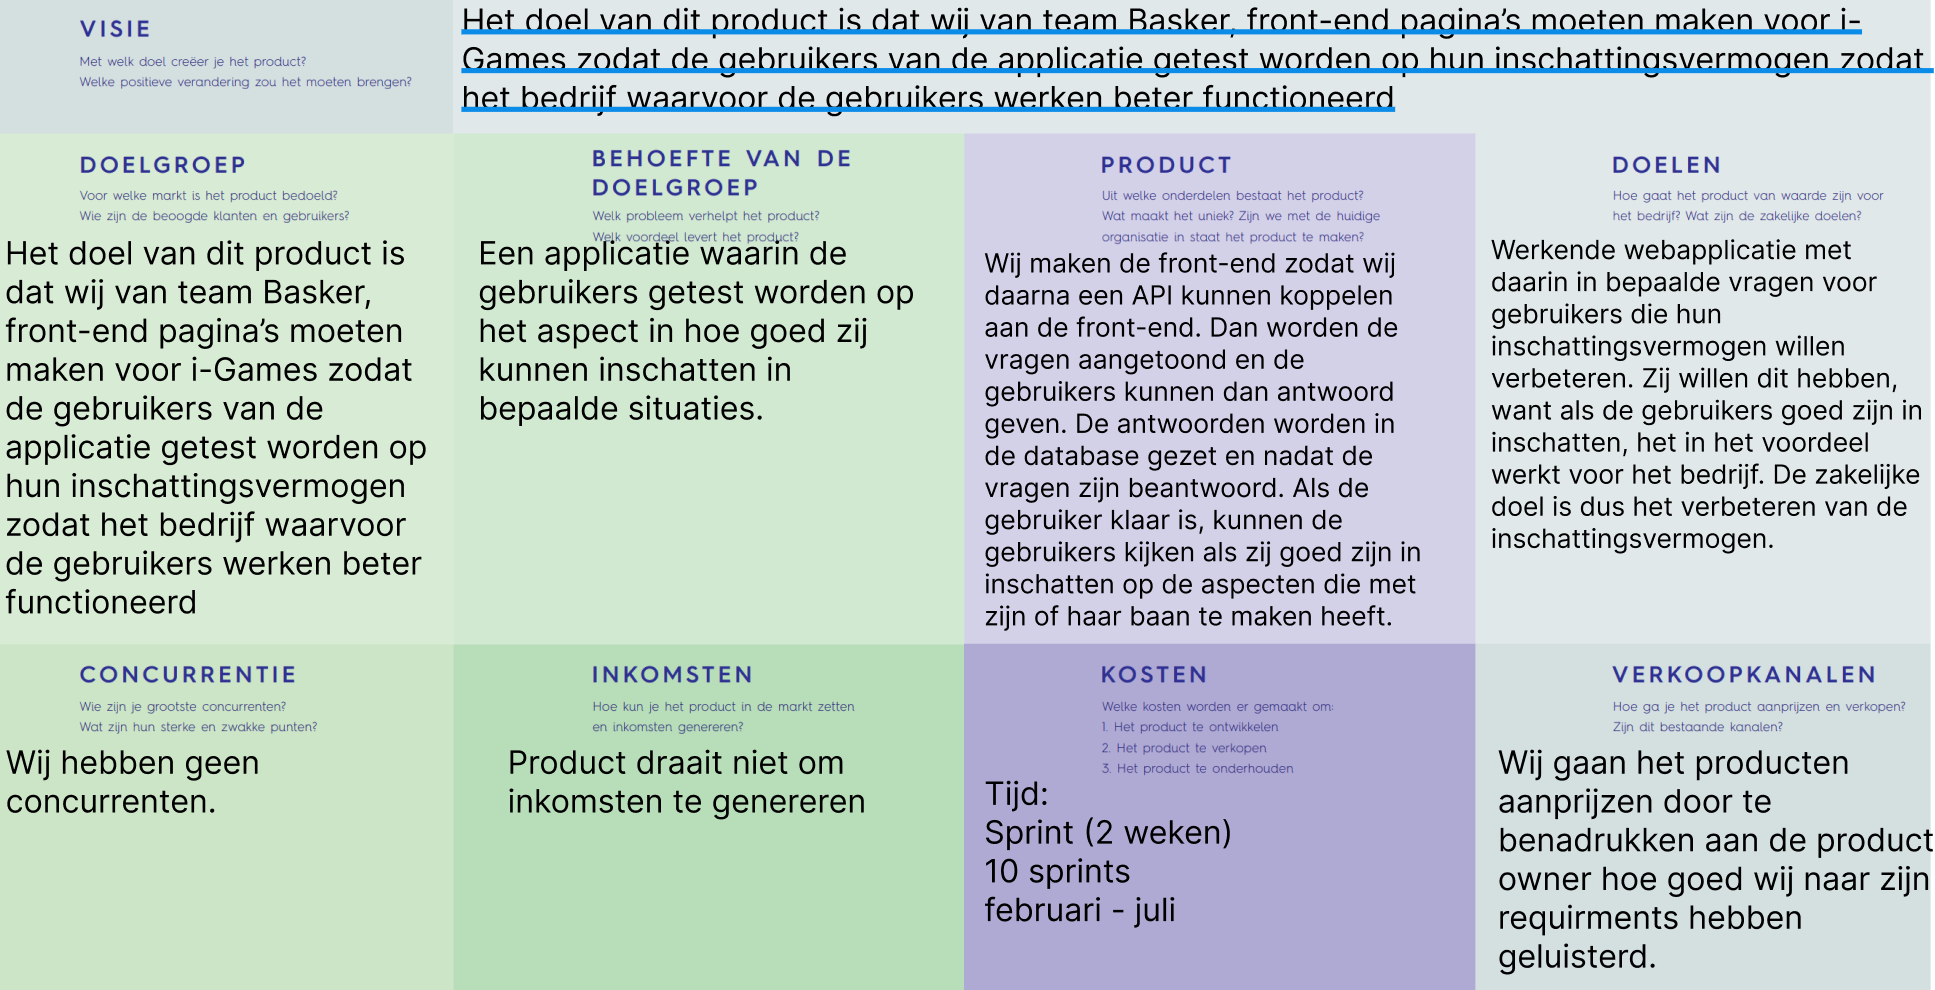 VISIE
Met welk doel creëer je het product?
Welke positieve verandering zou het moeten brengen?
Het doel van dit product is dat wij van team Basker, front-end pagina's moeten maken voor i-
Games zodat de gebruikers van de applicatie getest worden op hun inschattingsvermogen zodat
het bedrijf waarvoor de gebruikers werken beter functioneerd
DOELGROEP
Voor welke markt is het product bedoeld?
Wie zijn de beoogde klanten en gebruikers?
Het doel van dit product is
dat wij van team Basker,
front-end pagina's moeten
maken voor i-Games zodat
de gebruikers van de
applicatie getest worden op
hun inschattingsvermogen
zodat het bedrijf waarvoor
de gebruikers werken beter
functioneerd
BEHOEFTE VAN DE
DOELGROEP
Welk probleem verhelpt het product?
Welk voordeel levert het product?
Een applicatie waarin de
gebruikers getest worden op
het aspect in hoe goed zij
kunnen inschatten in
bepaalde situaties.
PRODUCT
Uit welke onderdelen bestaat het product?
Wat maakt het uniek? Zijn we met de huidige
organisatie in staat het product te maken?
Wij maken de front-end zodat wij
daarna een API kunnen koppelen
aan de front-end. Dan worden de
vragen aangetoond en de
gebruikers kunnen dan antwoord
geven. De antwoorden worden in
de database gezet en nadat de
vragen zijn beantwoord. Als de
gebruiker klaar is, kunnen de
gebruikers kijken als zij goed zijn in
inschatten op de aspecten die met
zijn of haar baan te maken heeft.
DOELEN
Hoe gaat het product van waarde zijn voor
het bedrijf? Wat zijn de zakelijke doelen?
Werkende webapplicatie met
daarin in bepaalde vragen voor
gebruikers die hun
inschattingsvermogen willen
verbeteren. Zij willen dit hebben,
want als de gebruikers goed zijn in
inschatten, het in het voordeel
werkt voor het bedrijf. De zakelijke
doel is dus het verbeteren van de
inschattingsvermogen.
CONCURRENTIE
Wie zijn je grootste concurrenten?
Wat zijn hun sterke en zwakke punten?
Wij hebben geen
concurrenten.
INKOMSTEN
Hoe kun je het product in de markt zetten
en inkomsten genereren?
Product draait niet om
inkomsten te genereren
KOSTEN
Welke kosten worden er gemaakt om:
1. Het product te ontwikkelen
2. Het product te verkopen
3. Het product te onderhouden
Tijd:
Sprint (2 weken)
10 sprints
februari - juli
VERKOOPKANALEN
Hoe ga je het product aanprijzen en verkopen?
Zijn dit bestaande kanalen?
Wij gaan het producten
aanprijzen door te
benadrukken aan de product
owner hoe goed wij naar zijn
requirments hebben
geluisterd.